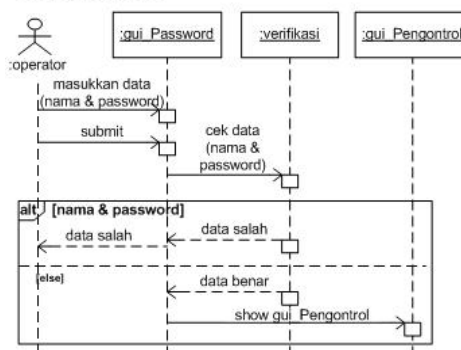 :gui_Password
:verifikasi
:gui_Pengontrol
:operator
masukkan data
(nama & password)
submit
cek data
(nama &
password)
alt [nama & password]
data salah
data salah
[else]
data benar
show gui_Pengontrol